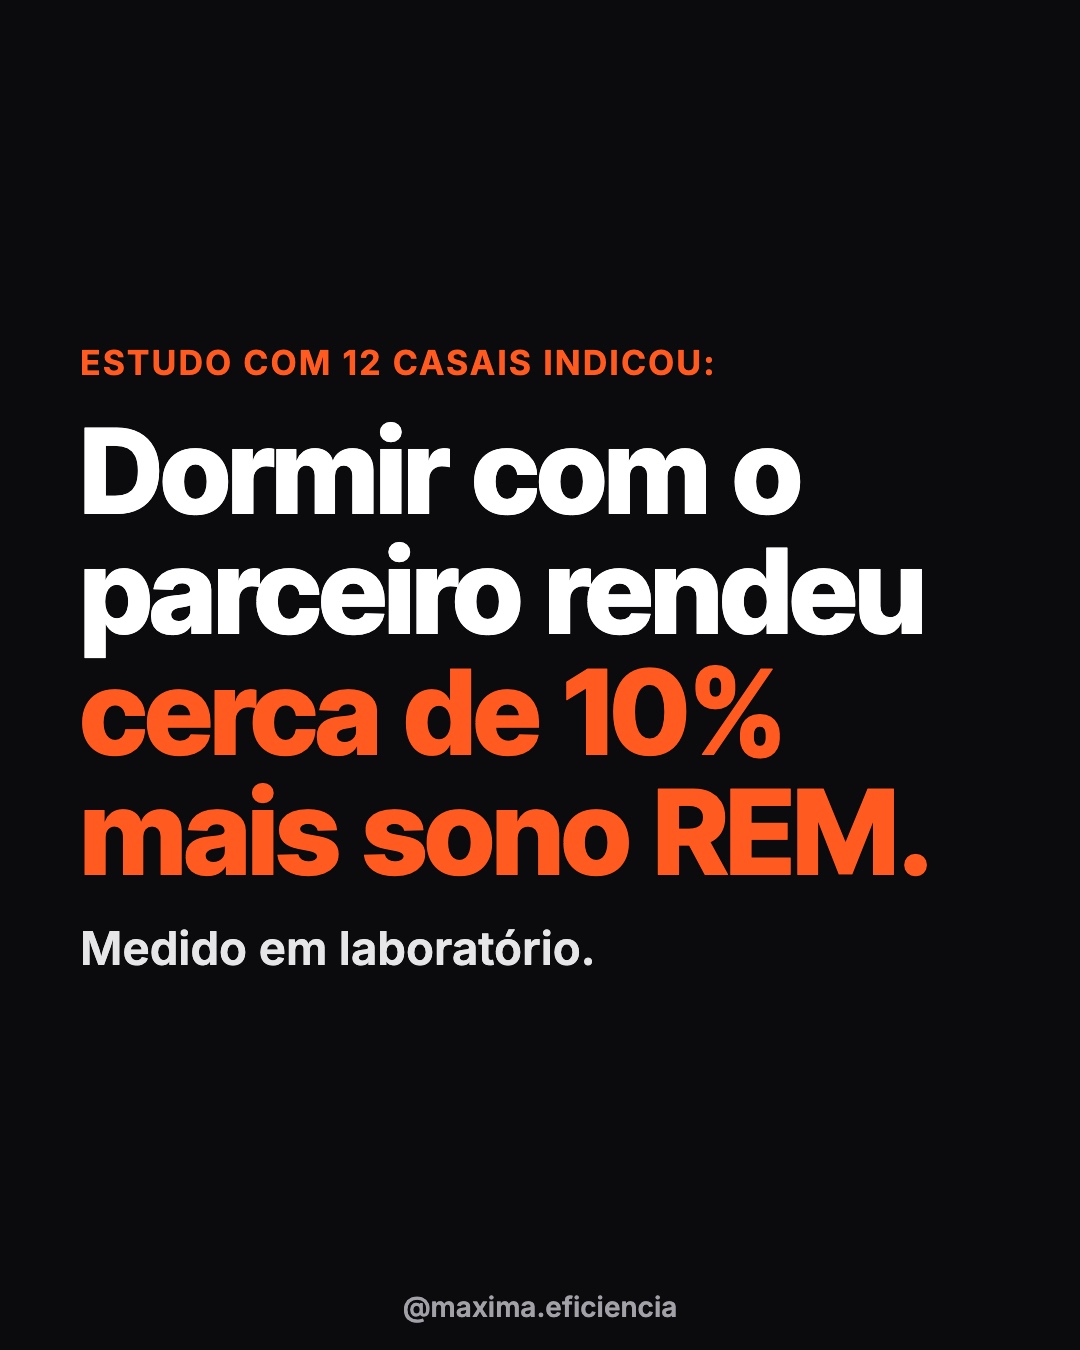 ESTUDO COM 12 CASAIS INDICOU:
Dormir com o
parceiro rendeu
cerca de 10%
mais sono REM.
Medido em laboratório.
@maxima.eficiencia